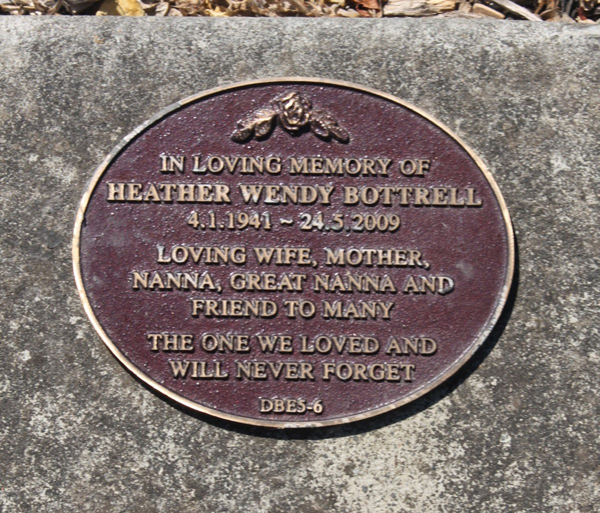 IN LOVING MEMORY OF
HEATHER WENDY BOTTRELL
4.1.1941 ~ 24.5.2009
LOVING WIFE, MOTHER,
NANNA, GREAT NANNA AND
FRIEND TO MANY
THE ONE WE LOVED AND
WILL NEVER FORGET
DBE5-6